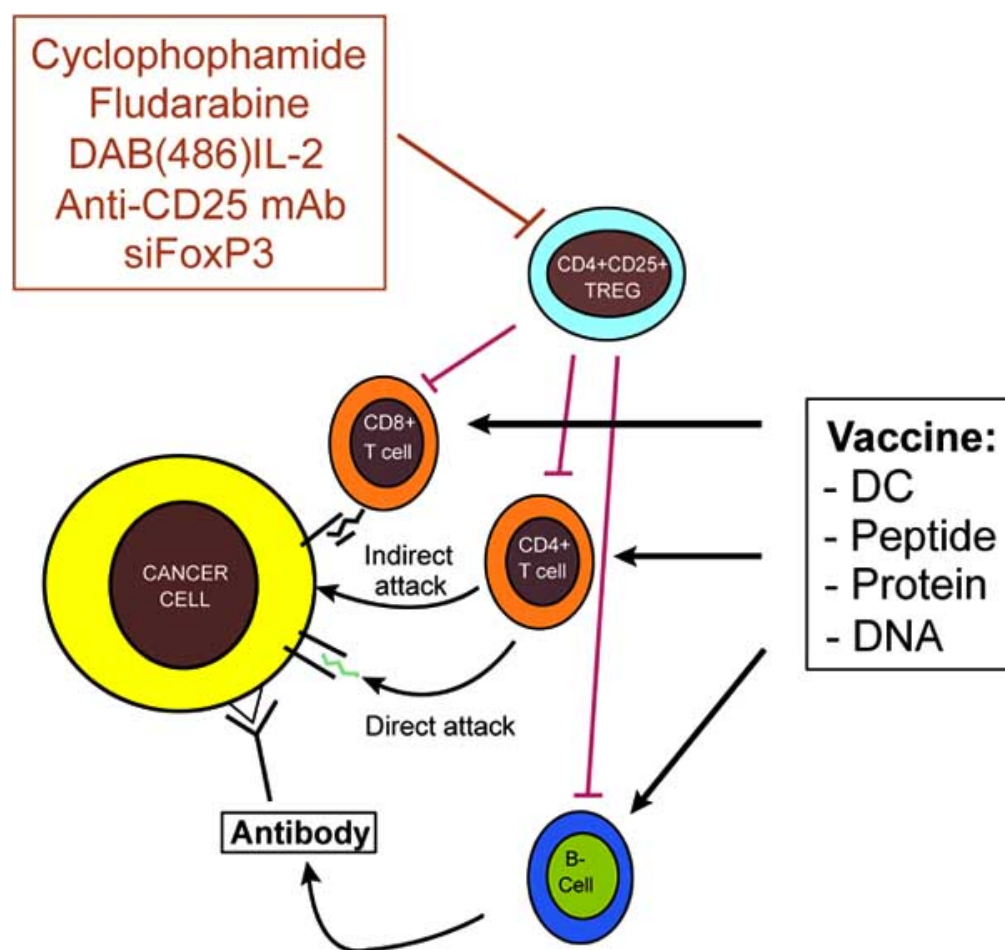 Cyclophophamide
Fludarabine
DAB(486)IL-2
Anti-CD25 mAb
siFoxP3
CD4+CD25+
TREG
CD8+
T cell
Vaccine:
- DC
- Peptide
- Protein
- DNA
CANCER
CELL
Indirect
attack
CD4+
T cell
Direct attack
Antibody
B-
Cell